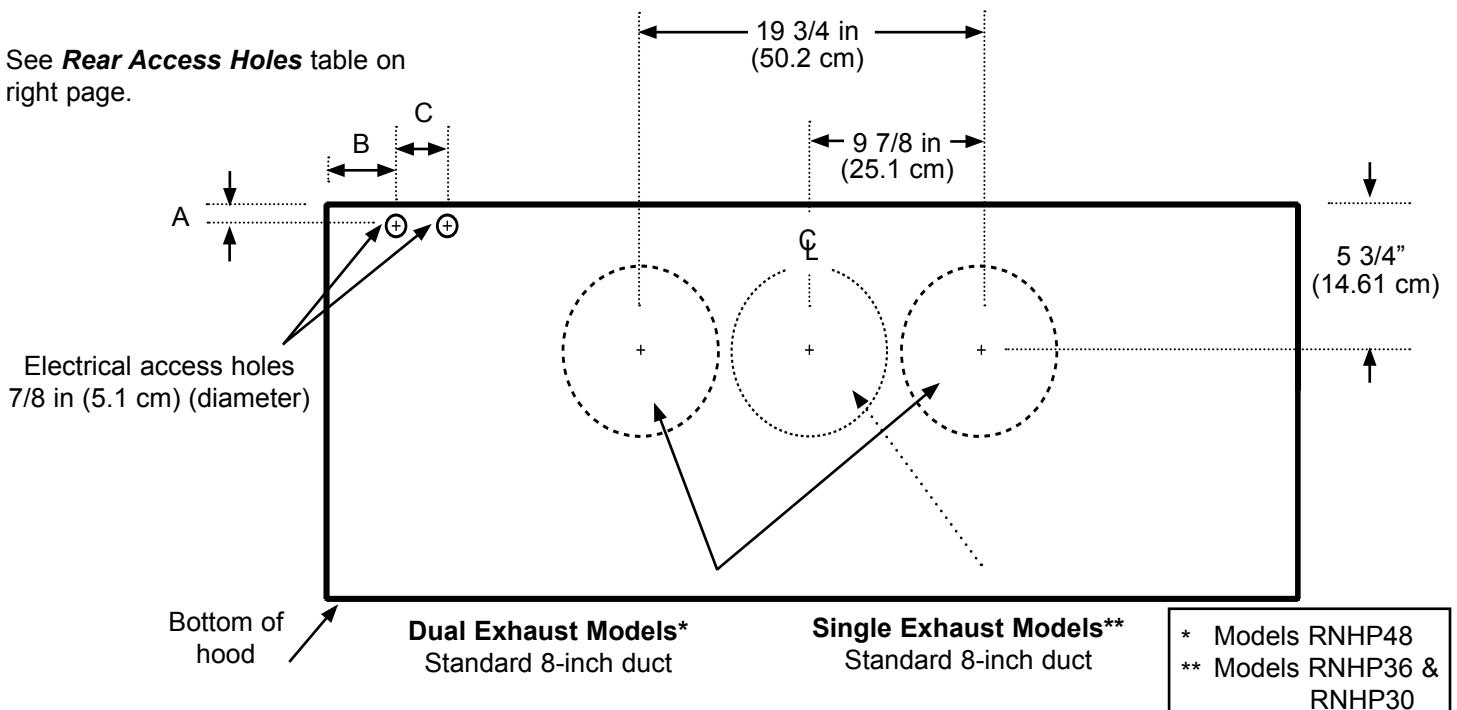 See Rear Access Holes table on
right page.
19 3/4 in
(50.2 cm)
C
B
9 7/8 in
(25.1 cm)
A
℄
5 3/4”
(14.61 cm)
Electrical access holes
7/8 in (5.1 cm) (diameter)
Bottom of
hood
Dual Exhaust Models*
Standard 8-inch duct
Single Exhaust Models**
Standard 8-inch duct
* Models RNHP48
** Models RNHP36 &
RNHP30